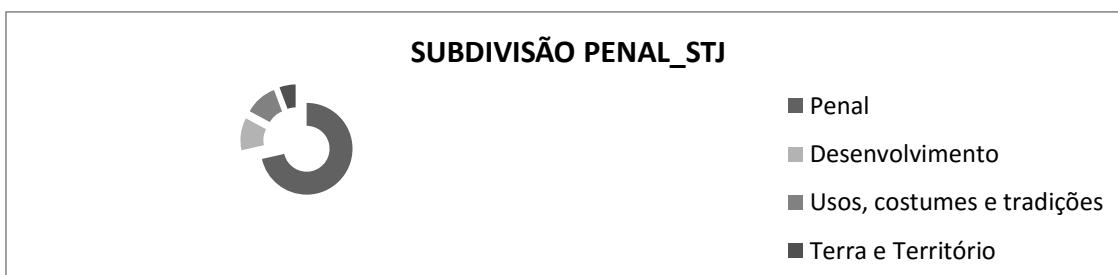 SUBDIVISÃO PENAL_STJ
Penal
Desenvolvimento
Usos, costumes e tradições
Terra e Território